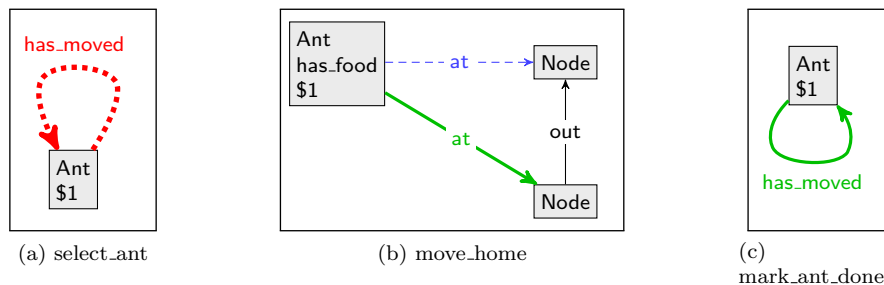 has_moved
Ant
$1
(a) select_ant
Ant
has_food
$1
at
Node
at
out
Node
(b) move_home
Ant
$1
has_moved
(c)
mark_ant_done